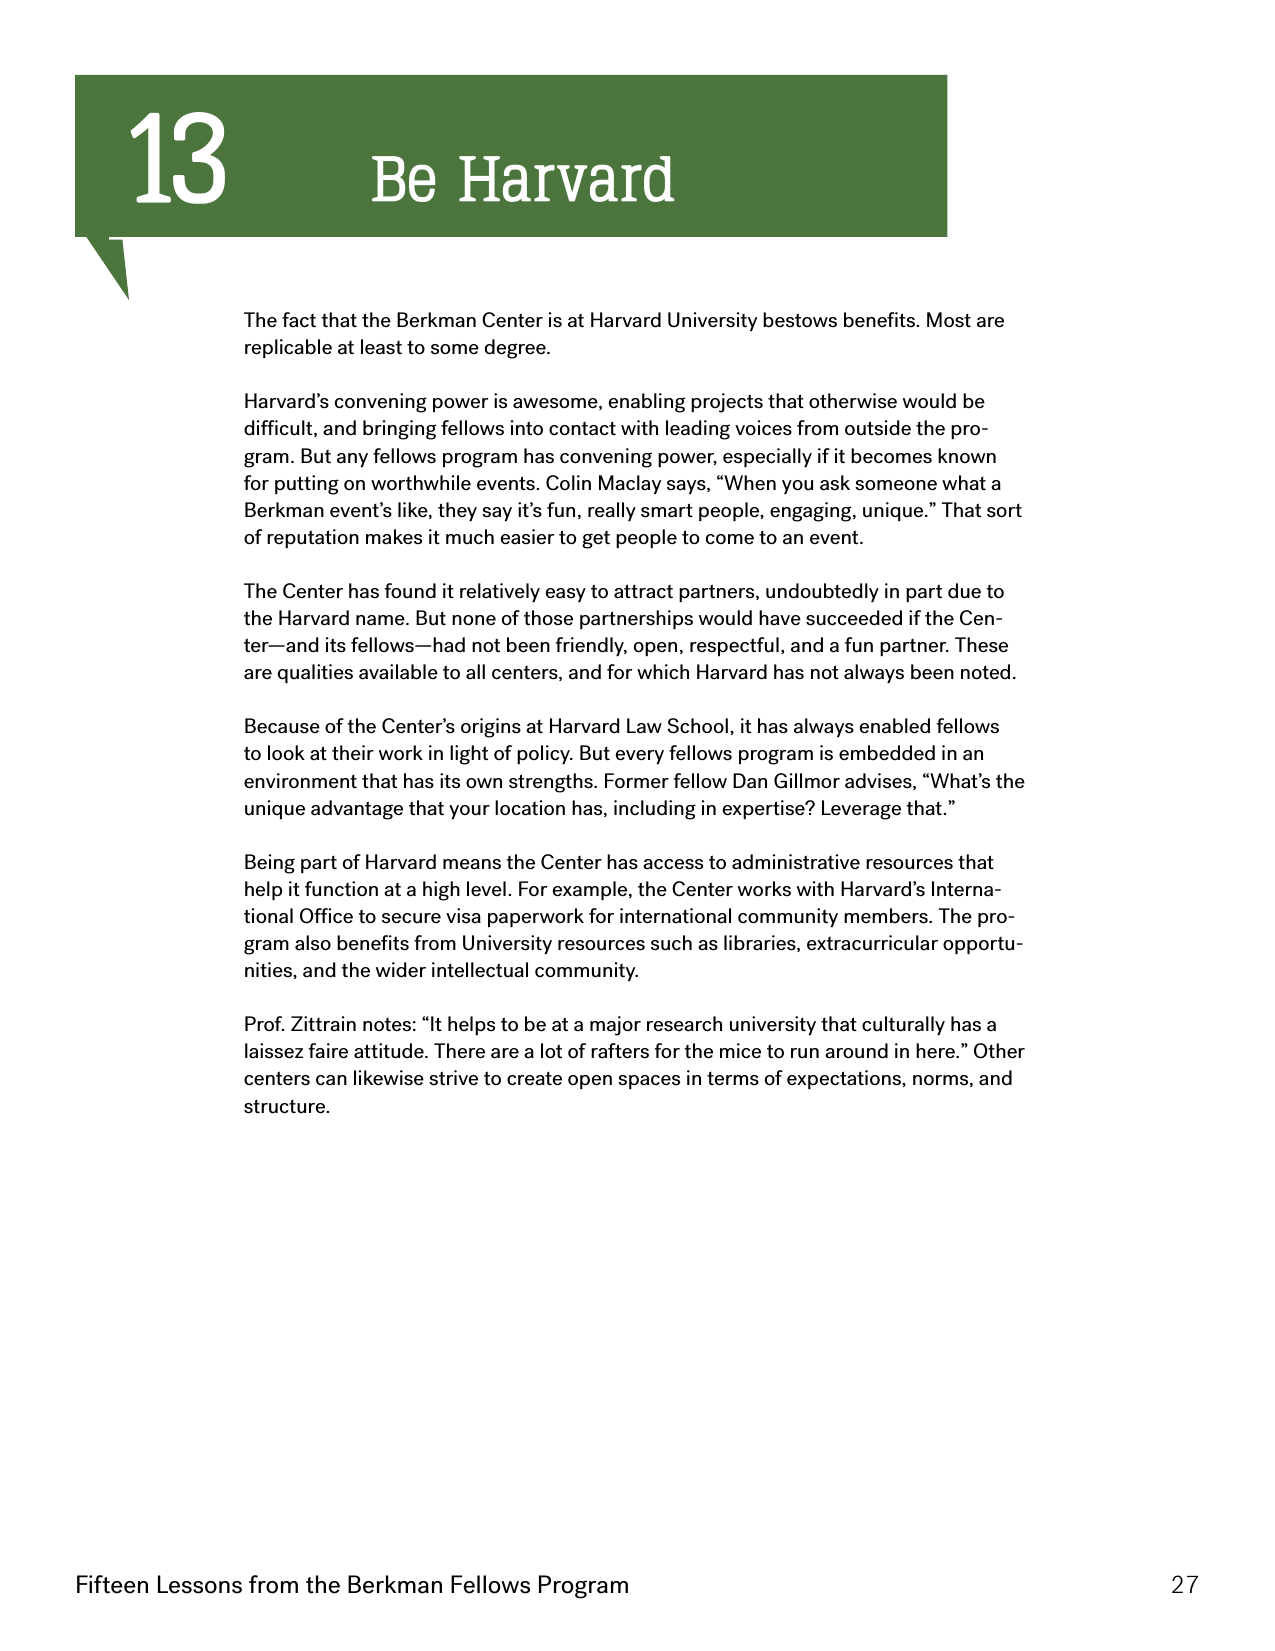 13
Be Harvard
The fact that the Berkman Center is at Harvard University bestows benefits. Most are
replicable at least to some degree.
Harvard’s convening power is awesome, enabling projects that otherwise would be
difficult, and bringing fellows into contact with leading voices from outside the pro-
gram. But any fellows program has convening power, especially if it becomes known
for putting on worthwhile events. Colin Maclay says, “When you ask someone what a
Berkman event’s like, they say it’s fun, really smart people, engaging, unique.” That sort
of reputation makes it much easier to get people to come to an event.
The Center has found it relatively easy to attract partners, undoubtedly in part due to
the Harvard name. But none of those partnerships would have succeeded if the Cen-
ter—and its fellows—had not been friendly, open, respectful, and a fun partner. These
are qualities available to all centers, and for which Harvard has not always been noted.
Because of the Center’s origins at Harvard Law School, it has always enabled fellows
to look at their work in light of policy. But every fellows program is embedded in an
environment that has its own strengths. Former fellow Dan Gillmor advises, “What’s the
unique advantage that your location has, including in expertise? Leverage that.”
Being part of Harvard means the Center has access to administrative resources that
help it function at a high level. For example, the Center works with Harvard’s Interna-
tional Office to secure visa paperwork for international community members. The pro-
gram also benefits from University resources such as libraries, extracurricular opportu-
nities, and the wider intellectual community.
Prof. Zittrain notes: “It helps to be at a major research university that culturally has a
laissez faire attitude. There are a lot of rafters for the mice to run around in here.” Other
centers can likewise strive to create open spaces in terms of expectations, norms, and
structure.
Fifteen Lessons from the Berkman Fellows Program
27